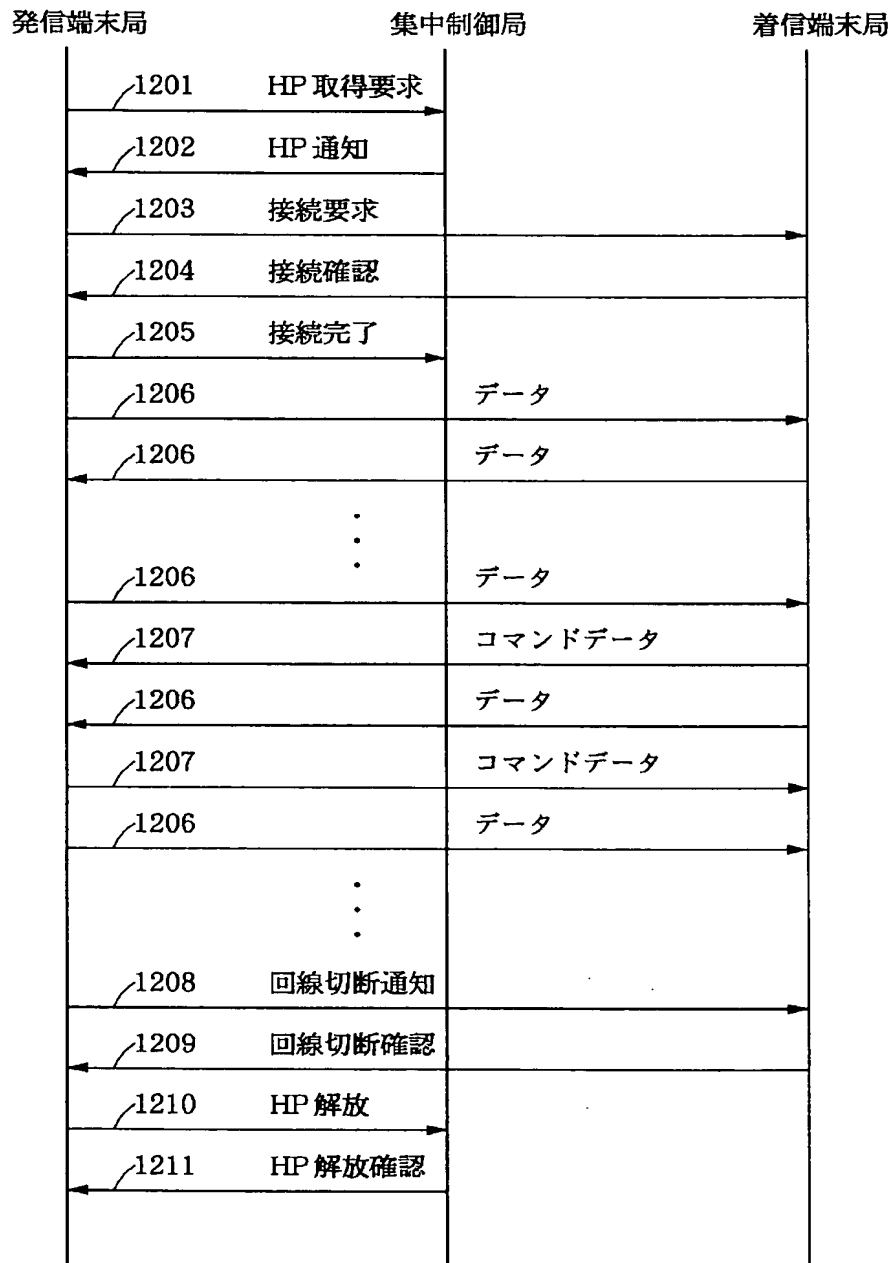 発信端末局 集中制御局 着信端末局
1201 HP 取得要求
1202 HP 通知
1203 接続要求
1204 接続確認
1205 接続完了
1206 データ
1206 データ
1206 データ
1207 コマンドデータ
1206 データ
1207 コマンドデータ
1206 データ
1208 回線切断通知
1209 回線切断確認
1210 HP 解放
1211 HP 解放確認